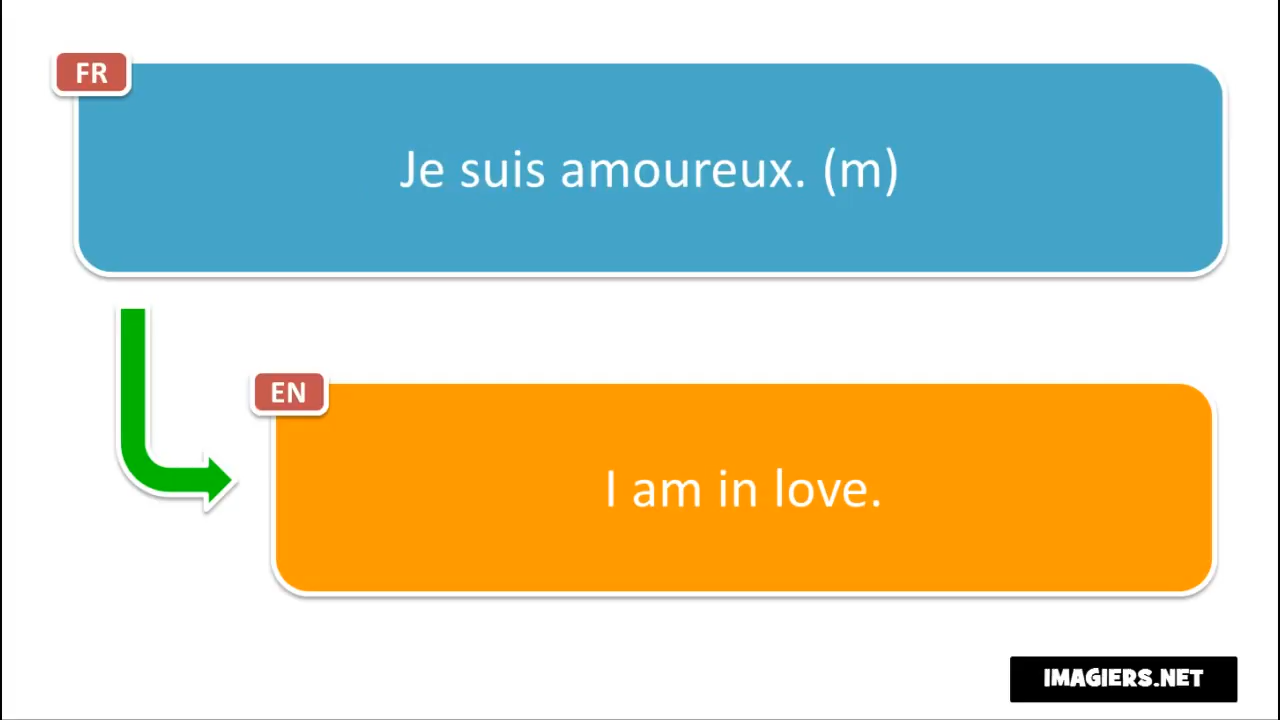 FR
Je suis amoureux. (m)
EN
I am in love.
IMAGIERS.NET